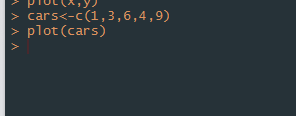 > plot(x,y)
> cars<-c(1,3,6,4,9)
> plot(cars)
>